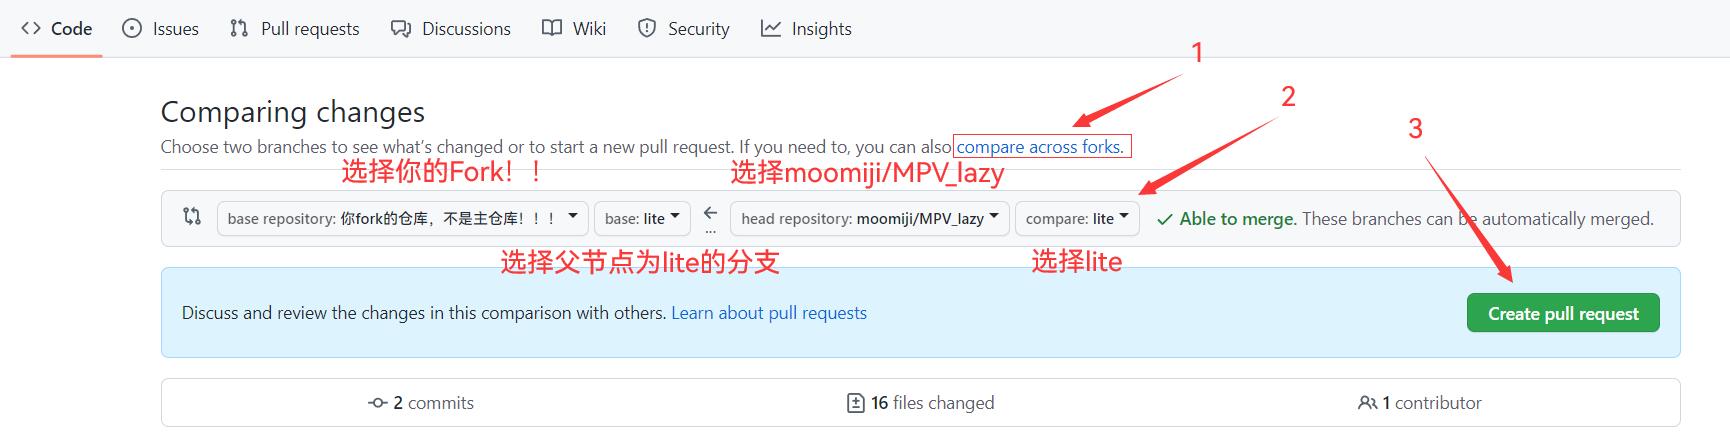 Code Issues Pull requests Discussions Wiki Security Insights
1
2
3
Comparing changes
Choose two branches to see what's changed or to start a new pull request. If you need to, you can also compare across forks.
选择你的Fork！！ 选择moomiji/MPV_lazy
base repository: 你fork的仓库，不是主仓库！！！ base: lite ... head repository: moomiji/MPV_lazy compare: lite Able to merge. These branches can be automatically merged.
选择父节点为lite的分支 选择lite
Discuss and review the changes in this comparison with others. Learn about pull requests Create pull request
2 commits 16 files changed 1 contributor